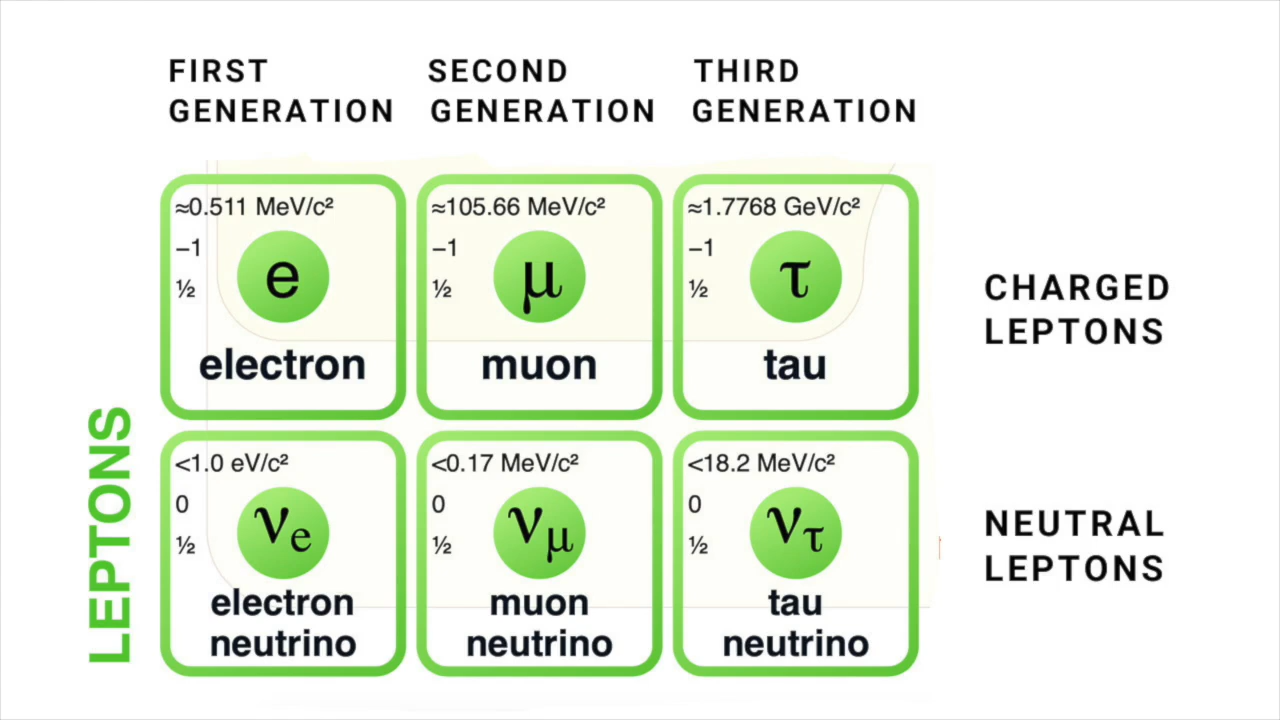 FIRST
GENERATION
SECOND
GENERATION
THIRD
GENERATION
≈0.511 MeV/c²
−1
½
e
electron
≈105.66 MeV/c²
−1
½
μ
muon
≈1.7768 GeV/c²
−1
½
τ
tau
CHARGED
LEPTONS
LEPTONS
<1.0 eV/c²
0
½
νe
electron
neutrino
<0.17 MeV/c²
0
½
νμ
muon
neutrino
<18.2 MeV/c²
0
½
ντ
tau
neutrino
NEUTRAL
LEPTONS